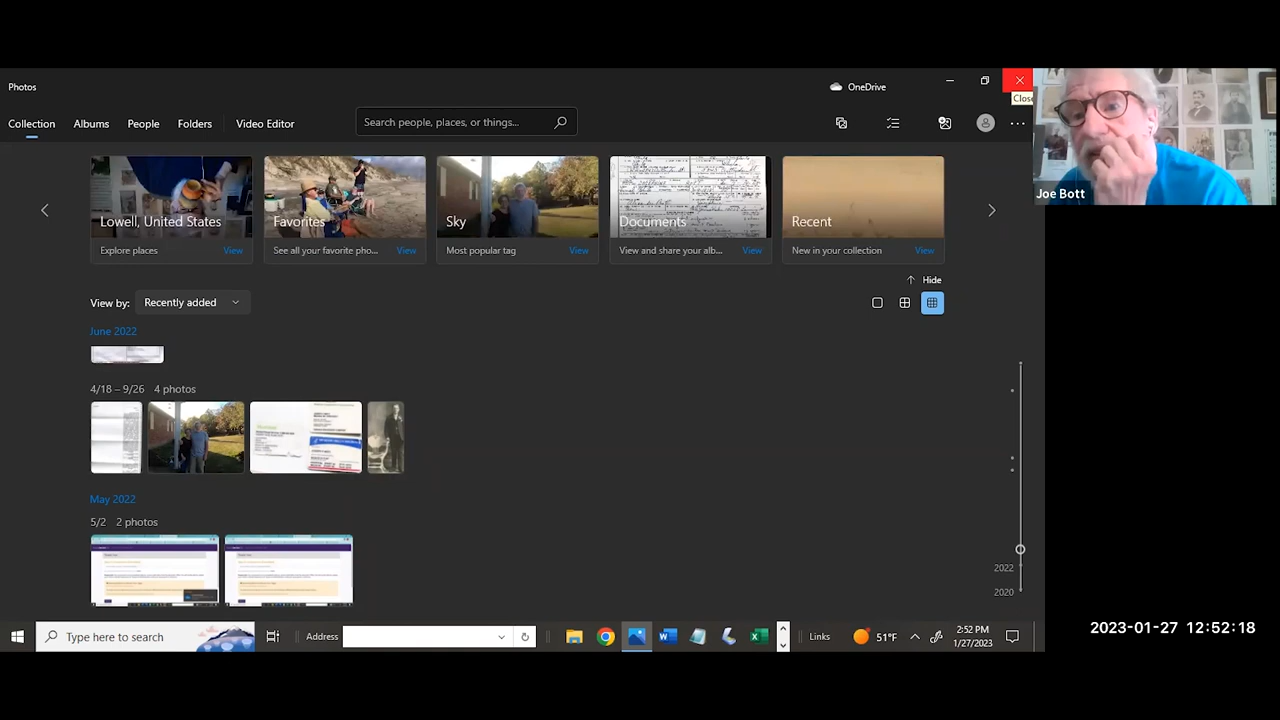 Photos
OneDrive
Close
Collection Albums People Folders Video Editor
Search people, places, or things...
Joe Bott
Lowell, United States
Explore places View
Favorites
See all your favorite pho... View
Sky
Most popular tag View
Documents
View and share your alb... View
Recent
New in your collection View
Hide
View by: Recently added
June 2022
4/18 – 9/26 4 photos
May 2022
5/2 2 photos
2022
2020
Type here to search
Address
Links
51°F
2:52 PM
1/27/2023
2023-01-27 12:52:18